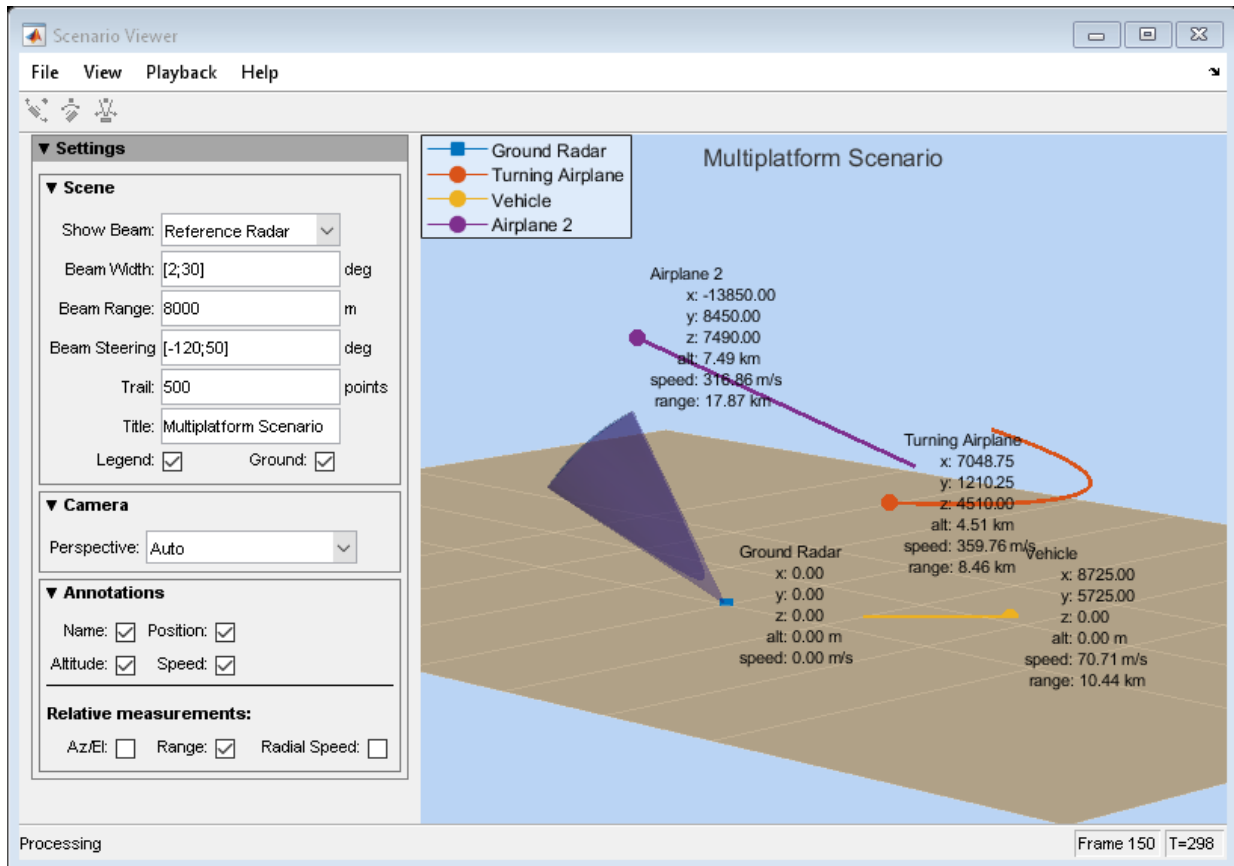 Scenario Viewer
File View Playback Help
▼ Settings
▼ Scene
Show Beam: Reference Radar
Beam Width: [2;30] deg
Beam Range: 8000 m
Beam Steering [-120;50] deg
Trail: 500 points
Title: Multiplatform Scenario
Legend: Ground:
▼ Camera
Perspective: Auto
▼ Annotations
Name: Position:
Altitude: Speed:
Relative measurements:
Az/El: Range: Radial Speed:
Ground Radar
Turning Airplane
Vehicle
Airplane 2
Multiplatform Scenario
Airplane 2
x: -13850.00
y: 8450.00
z: 7490.00
alt: 7.49 km
speed: 316.86 m/s
range: 17.87 km
Turning Airplane
x: 7048.75
y: 1210.25
z: 4510.00
alt: 4.51 km
speed: 359.76 m/s
range: 8.46 km
Ground Radar
x: 0.00
y: 0.00
z: 0.00
alt: 0.00 m
speed: 0.00 m/s
Vehicle
x: 8725.00
y: 5725.00
z: 0.00
alt: 0.00 m
speed: 70.71 m/s
range: 10.44 km
Processing
Frame 150 T=298